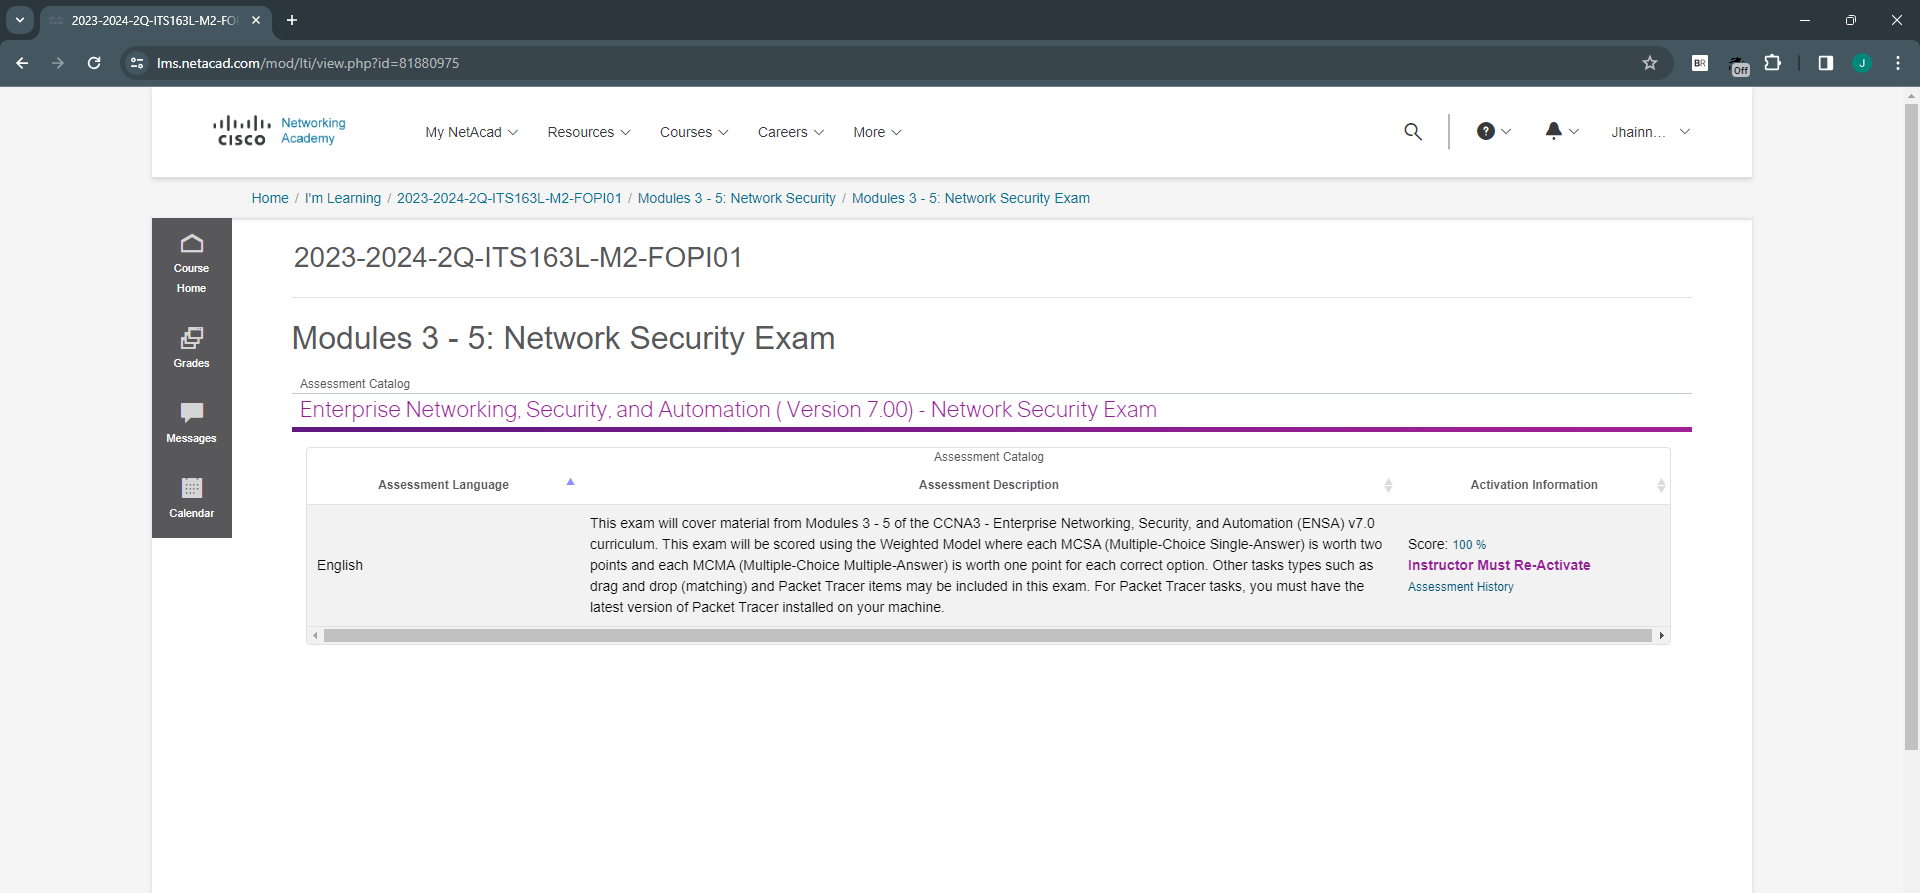 2023-2024-2Q-ITS163L-M2-FO
lms.netacad.com/mod/lti/view.php?id=81880975
BR
Off
J
CISCO
Networking
Academy
My NetAcad
Resources
Courses
Careers
More
?
Jhainn...
Home / I'm Learning / 2023-2024-2Q-ITS163L-M2-FOPI01 / Modules 3 - 5: Network Security / Modules 3 - 5: Network Security Exam
Course
Home
Grades
Messages
Calendar
2023-2024-2Q-ITS163L-M2-FOPI01
Modules 3 - 5: Network Security Exam
Assessment Catalog
Enterprise Networking, Security, and Automation ( Version 7.00) - Network Security Exam
Assessment Catalog
Assessment Language
Assessment Description
Activation Information
English
This exam will cover material from Modules 3 - 5 of the CCNA3 - Enterprise Networking, Security, and Automation (ENSA) v7.0
curriculum. This exam will be scored using the Weighted Model where each MCSA (Multiple-Choice Single-Answer) is worth two
points and each MCMA (Multiple-Choice Multiple-Answer) is worth one point for each correct option. Other tasks types such as
drag and drop (matching) and Packet Tracer items may be included in this exam. For Packet Tracer tasks, you must have the
latest version of Packet Tracer installed on your machine.
Score: 100 %
Instructor Must Re-Activate
Assessment History